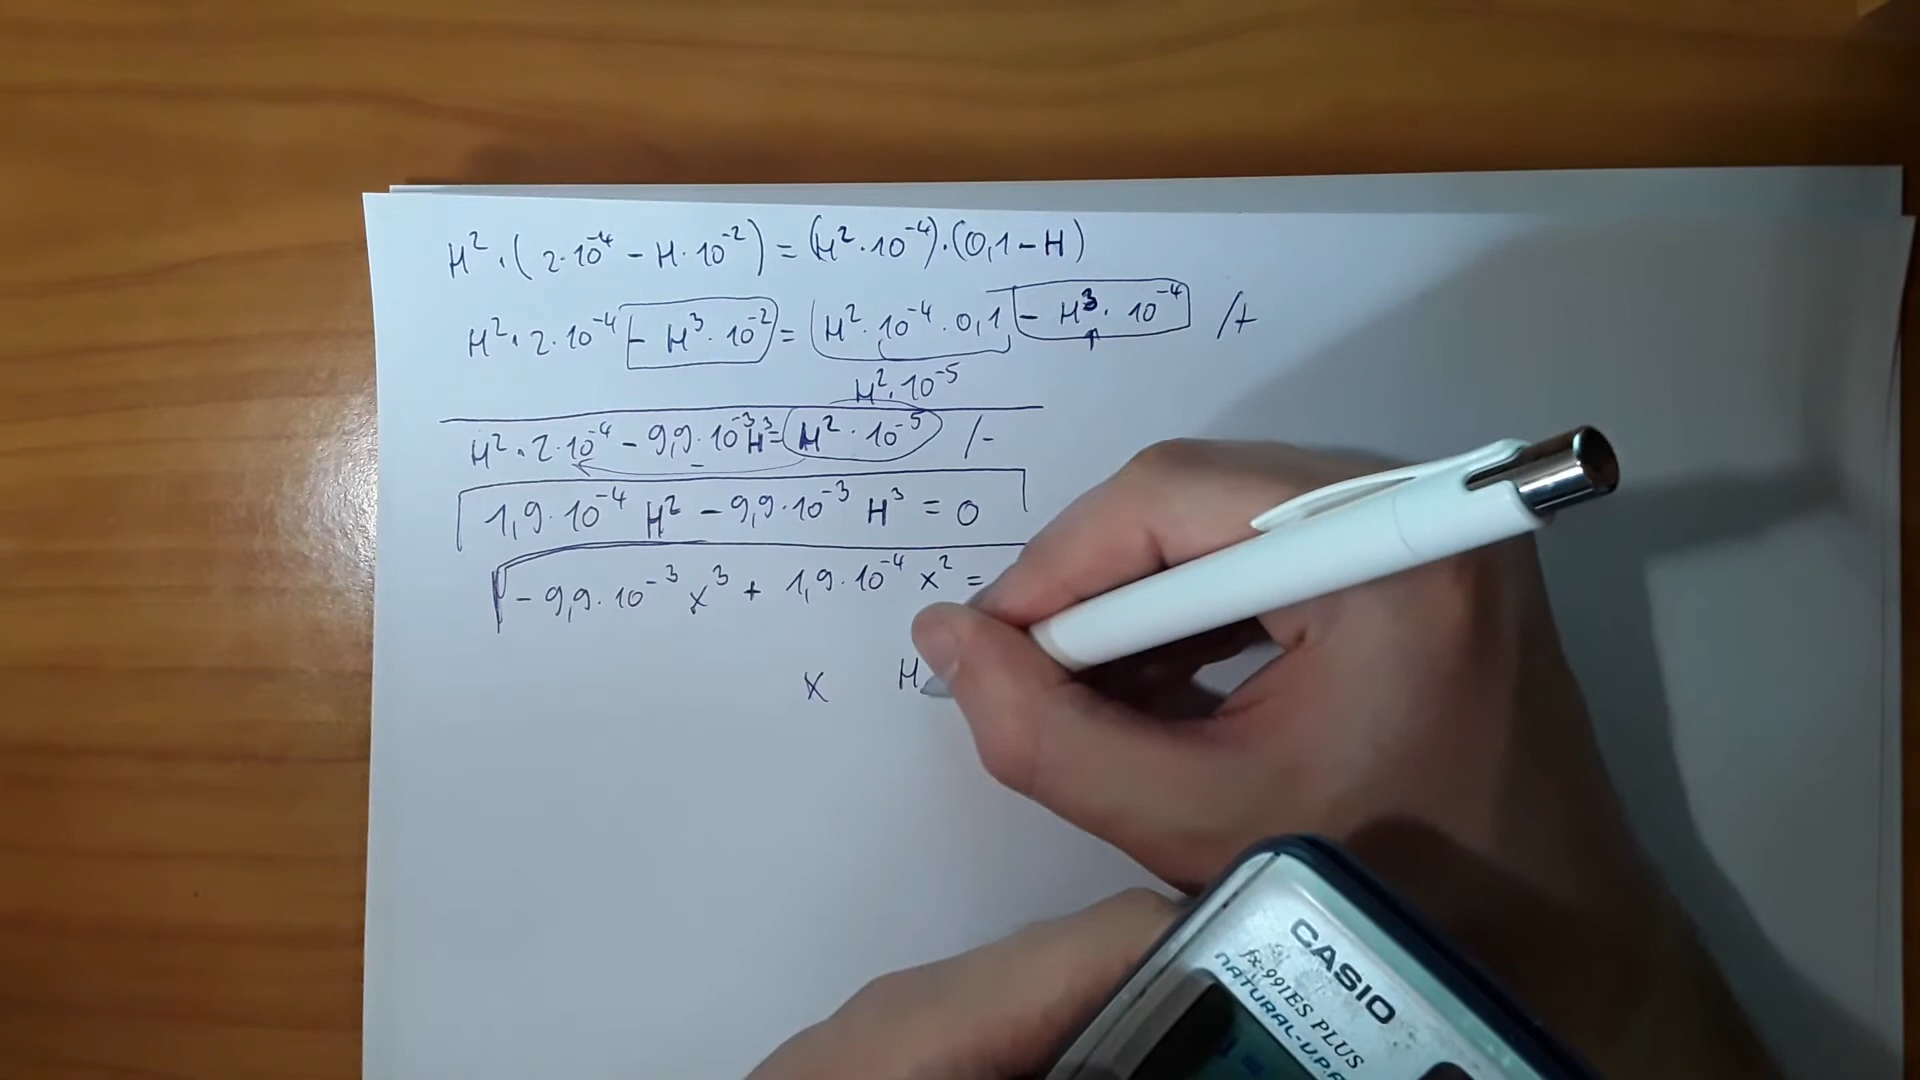 H² · (2·10⁻⁴ − H·10⁻²) = (H²·10⁻⁴)·(0,1−H)
H²·2·10⁻⁴ − H³·10⁻² = H²·10⁻⁴·0,1 − H³·10⁻⁴ /+
H²·10⁻⁵
H²·2·10⁻⁴ − 9,9·10⁻³H³ = H²·10⁻⁵ /−
−
1,9·10⁻⁴ H² − 9,9·10⁻³ H³ = 0
−9,9·10⁻³ x³ + 1,9·10⁻⁴ x² =
x H
CASIO
fx-991ES PLUS
NATURAL-V.P.A